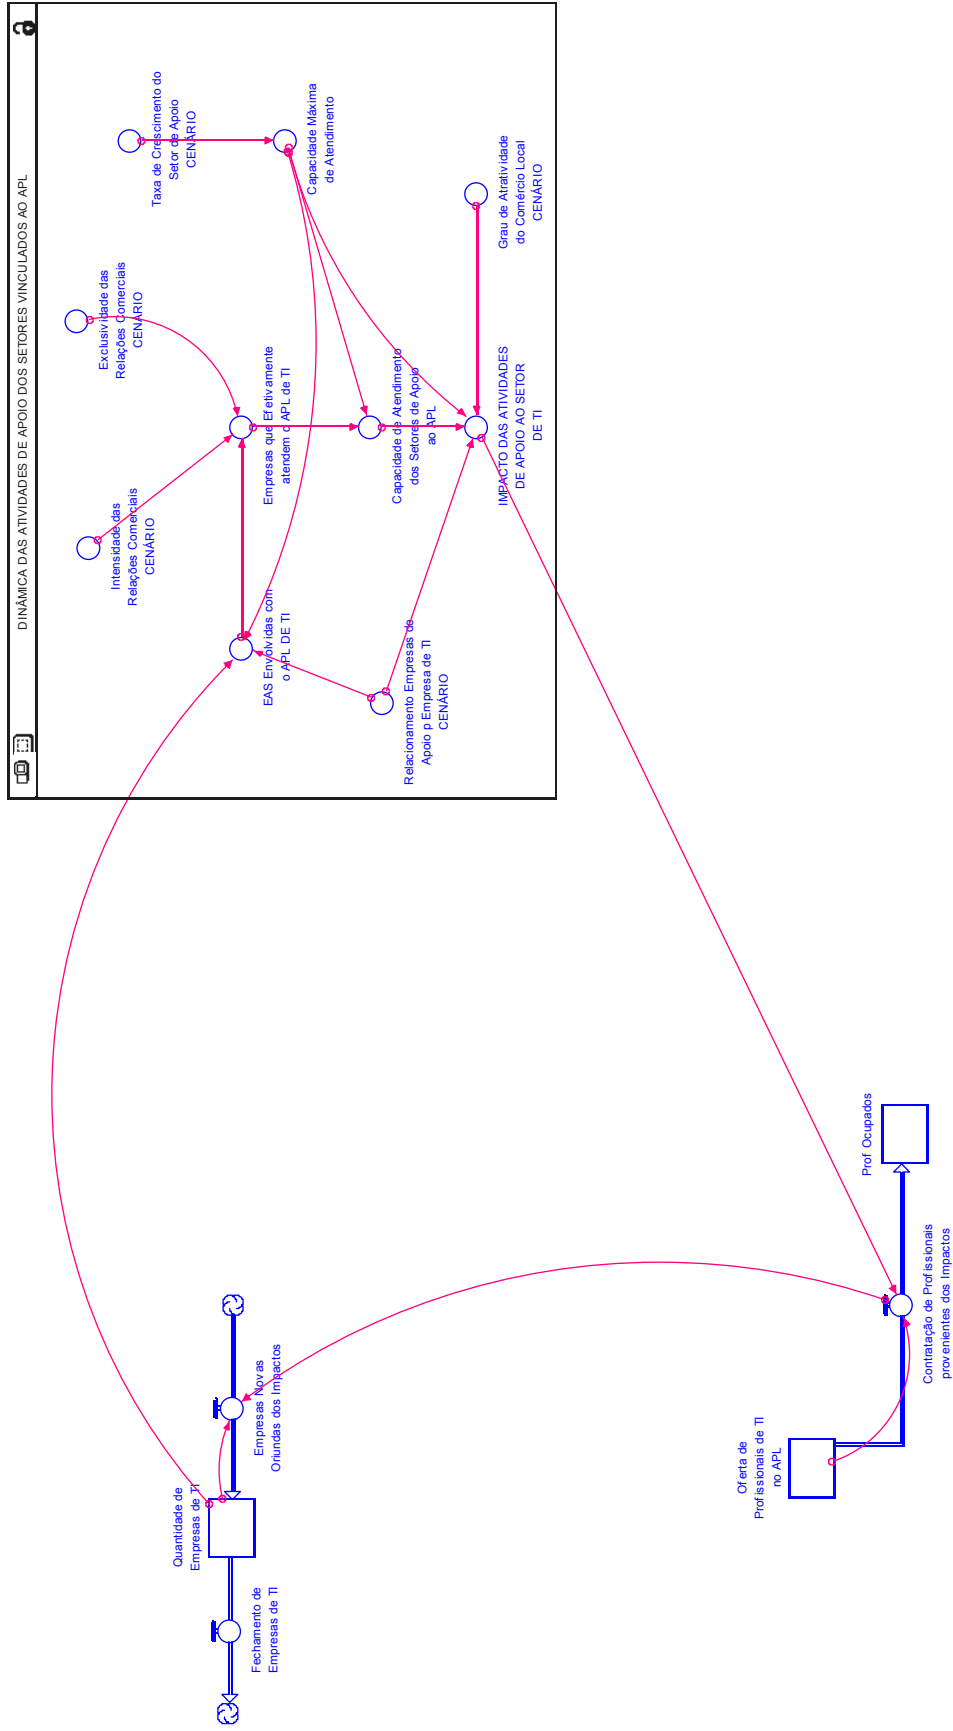 DINÂMICA DAS ATIVIDADES DE APOIO DOS SETORES VINCULADOS AO APL
Taxa de Crescimento do
Setor de Apoio
CENÁRIO
Capacidade Máxima
de Atendimento
Grau de Atratividade
do Comércio Local
CENÁRIO
Exclusividade das
Relações Comerciais
CENÁRIO
Intensidade das
Relações Comerciais
CENÁRIO
Empresas que Efetivamente
atendem o APL de TI
Capacidade de Atendimento
dos Setores de Apoio
ao APL
IMPACTO DAS ATIVIDADES
DE APOIO AO SETOR
DE TI
EAS Envolvidas com
o APL DE TI
Relacionamento Empresas de
Apoio p Empresa de TI
CENÁRIO
Quantidade de
Empresas de TI
Empresas Novas
Oriundas dos Impactos
Fechamento de
Empresas de TI
Oferta de
Profissionais de TI
no APL
Contratação de Profissionais
provenientes dos Impactos
Prof Ocupados